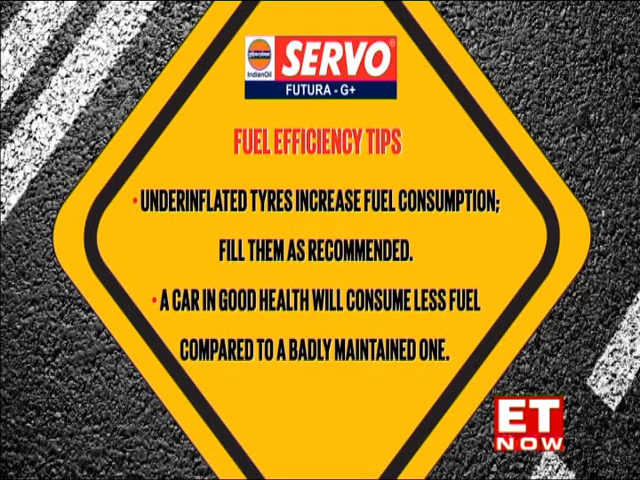 IndianOil
SERVO®
FUTURA - G+
FUEL EFFICIENCY TIPS
• UNDERINFLATED TYRES INCREASE FUEL CONSUMPTION;
FILL THEM AS RECOMMENDED.
• A CAR IN GOOD HEALTH WILL CONSUME LESS FUEL
COMPARED TO A BADLY MAINTAINED ONE.
ET
NOW